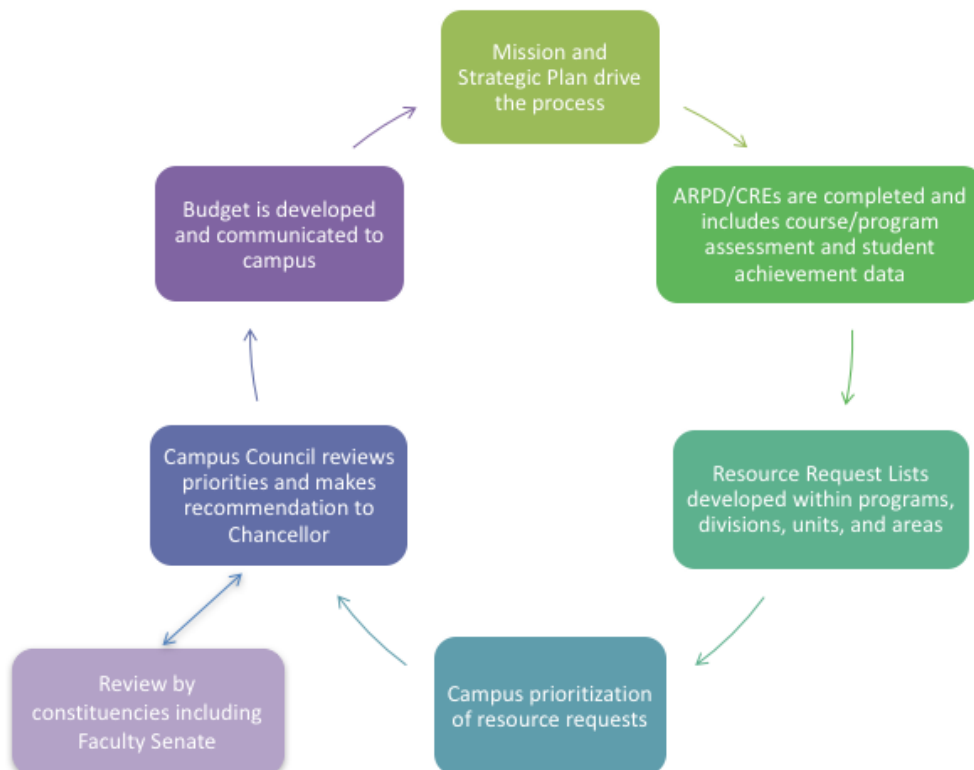 Mission and
Strategic Plan drive
the process
ARPD/CREs are completed and
includes course/program
assessment and student
achievement data
Resource Request Lists
developed within programs,
divisions, units, and areas
Campus prioritization
of resource requests
Campus Council reviews
priorities and makes
recommendation to
Chancellor
Review by
constituencies including
Faculty Senate
Budget is developed
and communicated to
campus